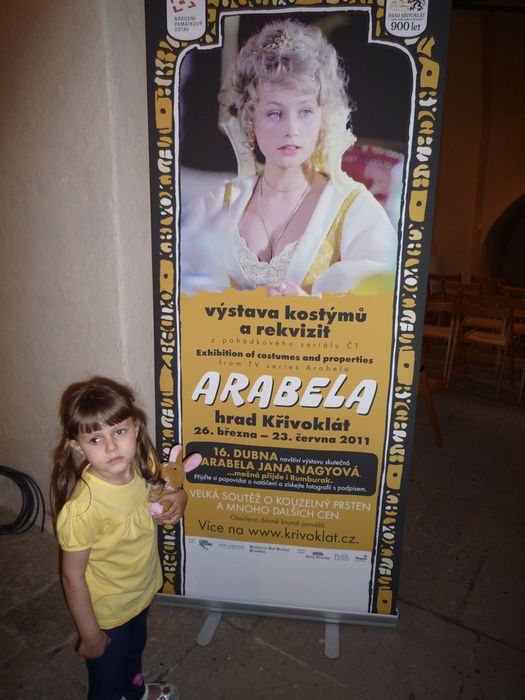 NÁRODNÍ
PAMÁTKOVÝ
ÚSTAV
HRAD KŘIVOKLÁT
900 let
výstava kostýmů
a rekvizit
z pohádkového seriálu ČT
Exhibition of costumes and properties
from TV series Arabela
ARABELA
hrad Křivoklát
26. března – 23. června 2011
16. DUBNA navštíví výstavu skutečná
ARABELA JANA NAGYOVÁ
...možná přijde i Rumburak.
Přijďte si popovídat o natáčení a získejte fotografii s podpisem.
VELKÁ SOUTĚŽ O KOUZELNÝ PRSTEN
A MNOHO DALŠÍCH CEN.
Otevřeno denně kromě pondělí.
Více na www.krivoklat.cz.